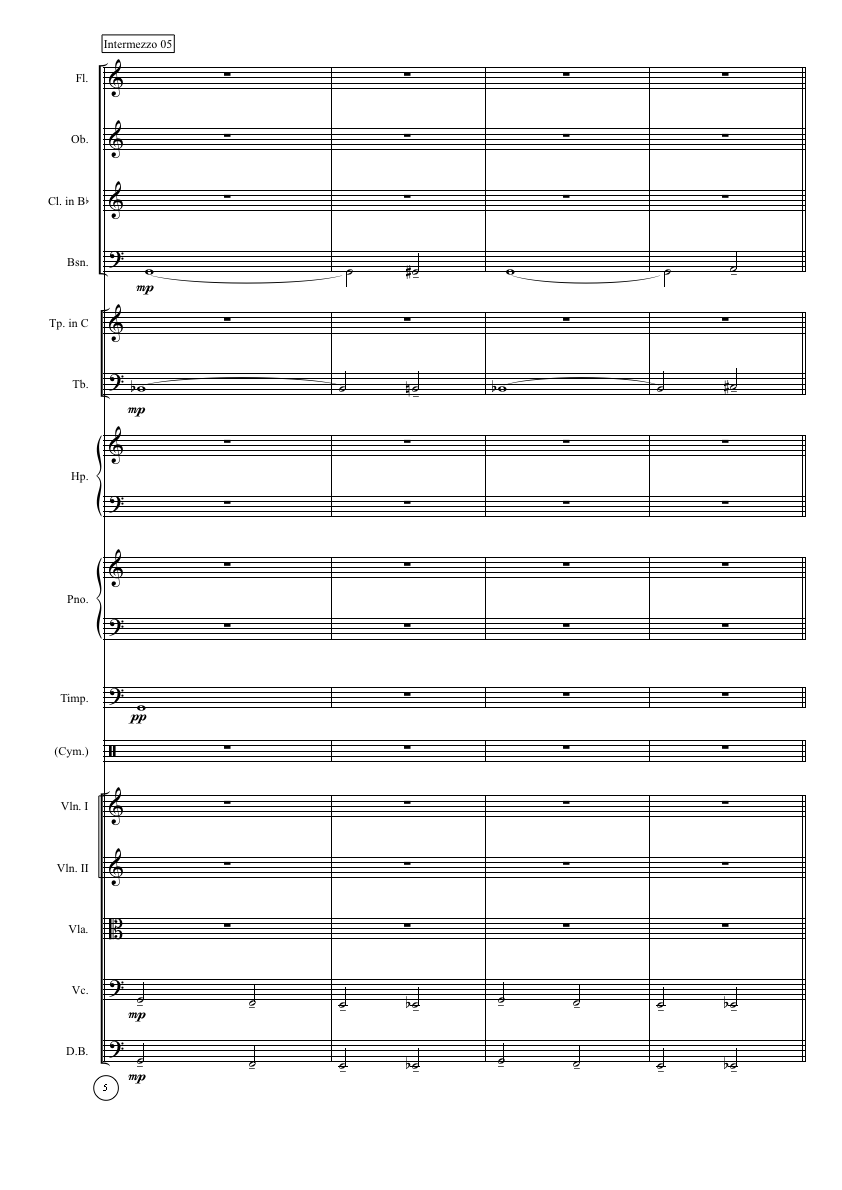 Intermezzo 05
Fl.
Ob.
Cl. in B♭
Bsn.
mp
Tp. in C
Tb.
mp
Hp.
Pno.
Timp.
pp
(Cym.)
Vln. I
Vln. II
Vla.
Vc.
mp
D.B.
mp
5